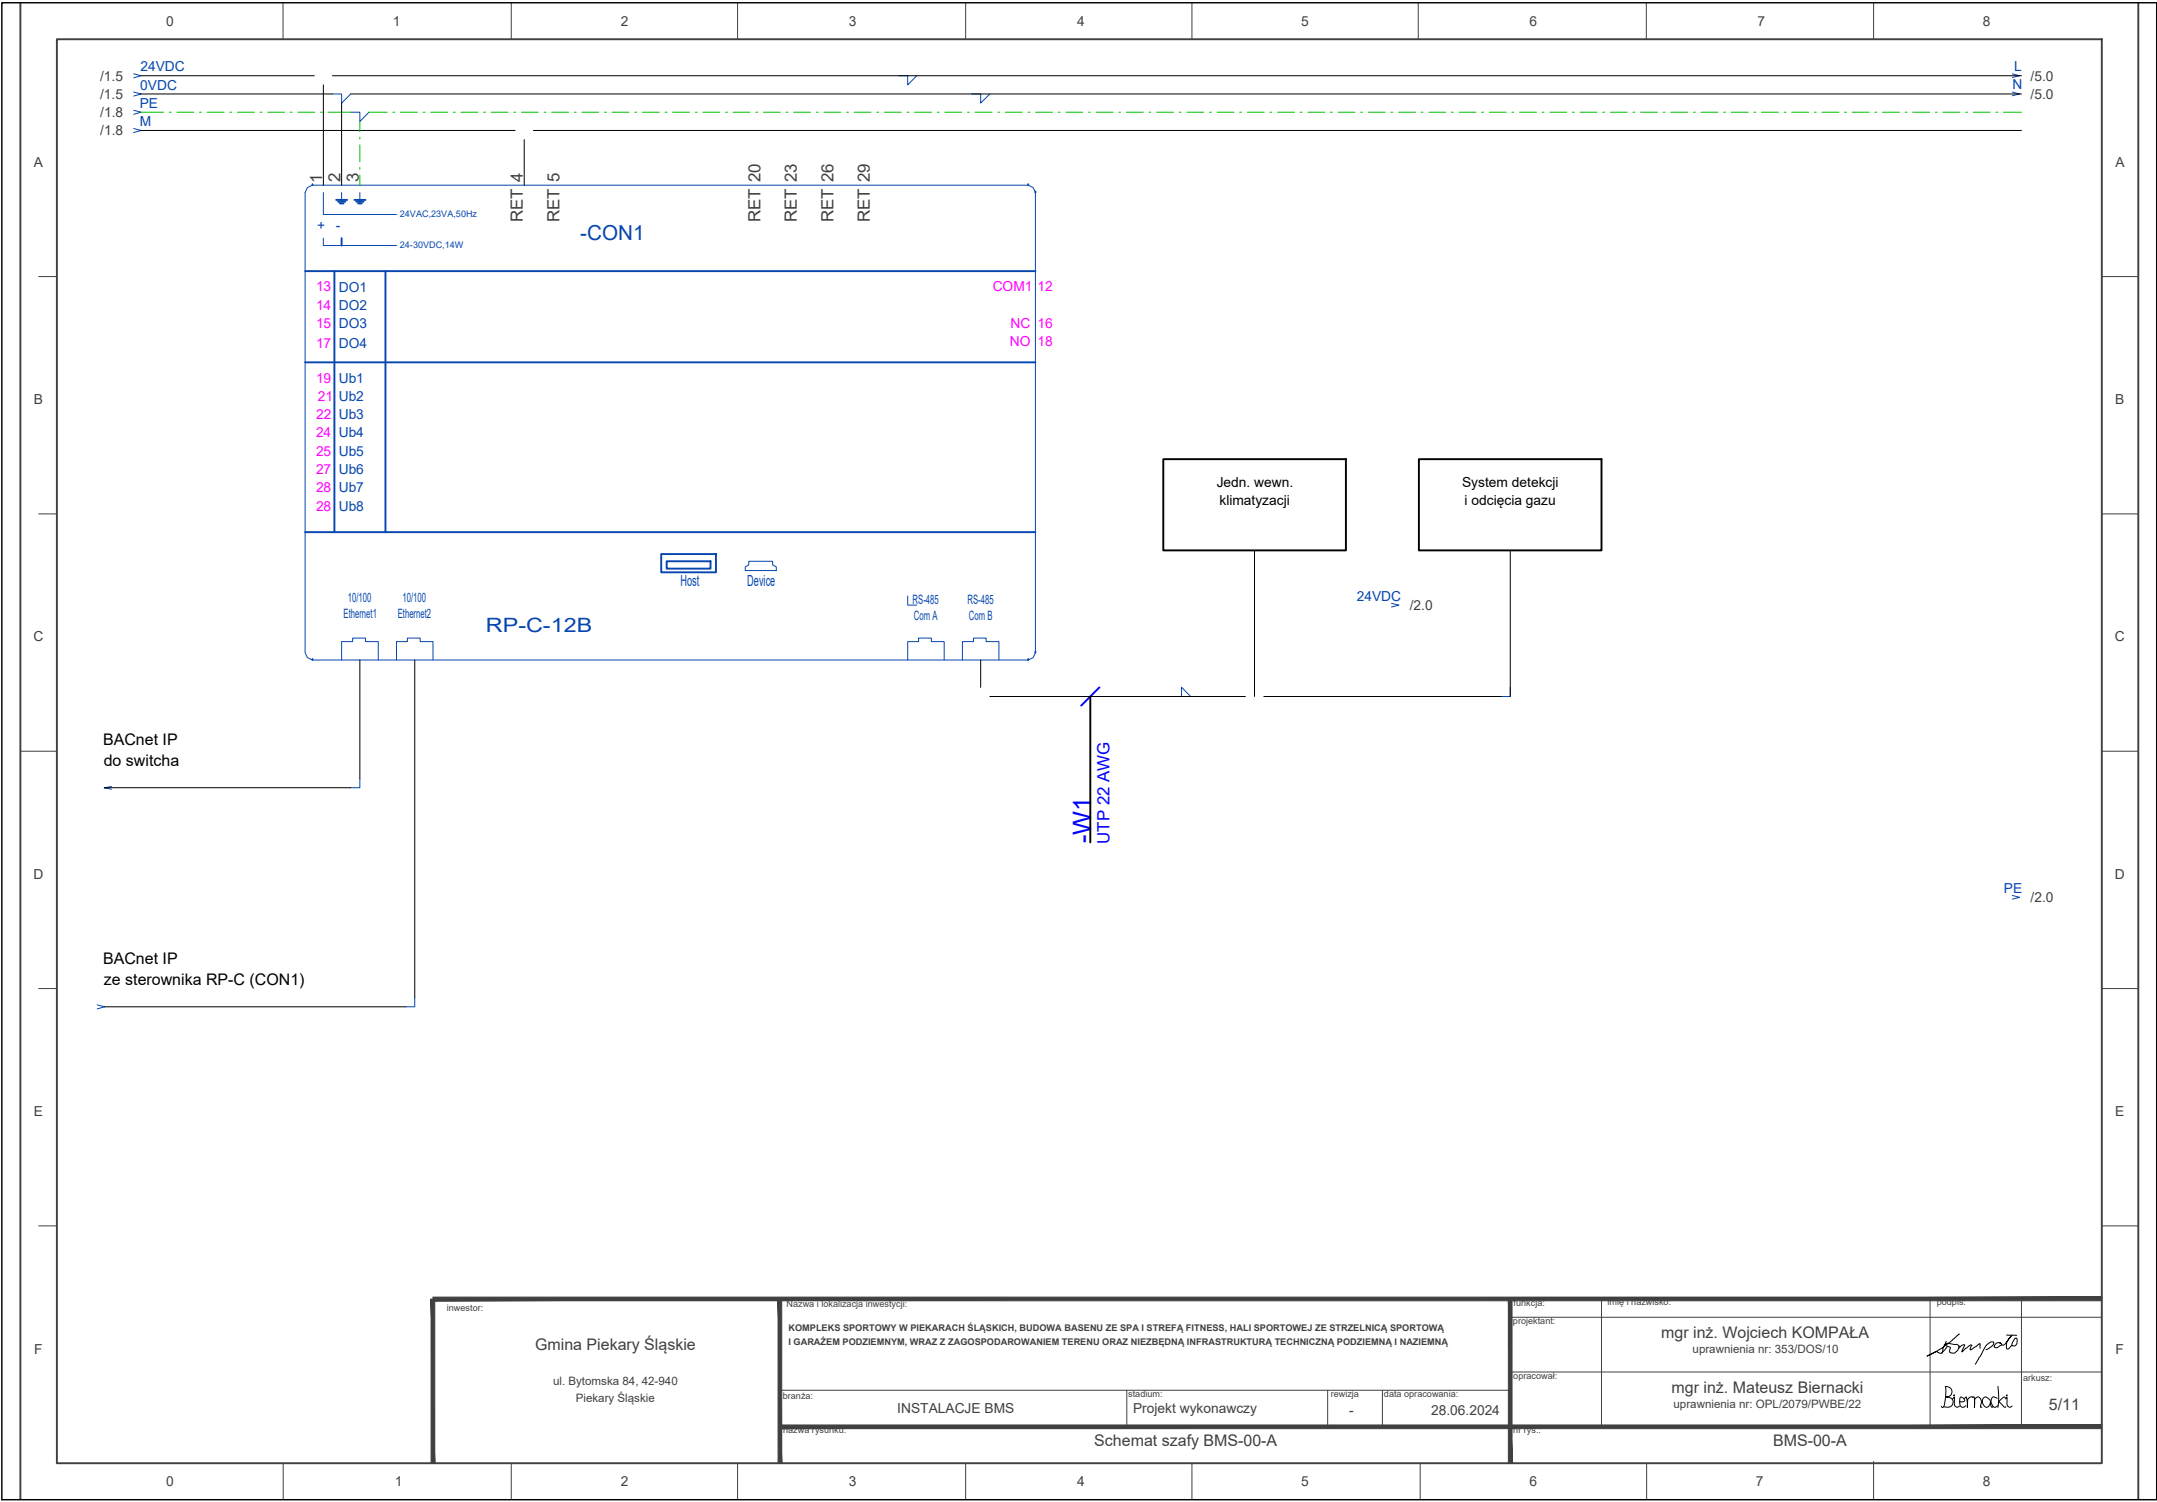 0 1 2 3 4 5 6 7 8
/1.5 24VDC L /5.0
/1.5 0VDC N /5.0
/1.8 PE
/1.8 M
A A
1 2 3 RET 4 RET 5 RET 20 RET 23 RET 26 RET 29
24VAC,23VA,50Hz
+ -
24-30VDC,14W
-CON1
13 DO1 COM1 12
14 DO2
15 DO3 NC 16
17 DO4 NO 18
19 Ub1
21 Ub2
B B
22 Ub3
24 Ub4
25 Ub5
27 Ub6
28 Ub7
28 Ub8
Jedn. wewn.
klimatyzacji
System detekcji
i odcięcia gazu
Host Device
24VDC /2.0
10/100
Ethernet1
10/100
Ethernet2
RP-C-12B
RS-485
Com A
RS-485
Com B
C C
BACnet IP
do switcha
-W1
UTP 22 AWG
D D
PE /2.0
BACnet IP
ze sterownika RP-C (CON1)
E E
F F
inwestor:
Gmina Piekary Śląskie
ul. Bytomska 84, 42-940
Piekary Śląskie
Nazwa i lokalizacja inwestycji:
KOMPLEKS SPORTOWY W PIEKARACH ŚLĄSKICH, BUDOWA BASENU ZE SPA I STREFĄ FITNESS, HALI SPORTOWEJ ZE STRZELNICĄ SPORTOWĄ
I GARAŻEM PODZIEMNYM, WRAZ Z ZAGOSPODAROWANIEM TERENU ORAZ NIEZBĘDNĄ INFRASTRUKTURĄ TECHNICZNĄ PODZIEMNĄ I NAZIEMNĄ
branża:
INSTALACJE BMS
stadium:
Projekt wykonawczy
rewizja
-
data opracowania:
28.06.2024
nazwa rysunku:
Schemat szafy BMS-00-A
funkcja: imię i nazwisko: podpis:
projektant:
mgr inż. Wojciech KOMPAŁA
uprawnienia nr: 353/DOS/10
Kompała
opracował:
mgr inż. Mateusz Biernacki
uprawnienia nr: OPL/2079/PWBE/22
Biernacki
arkusz:
5/11
nr rys.:
BMS-00-A
0 1 2 3 4 5 6 7 8